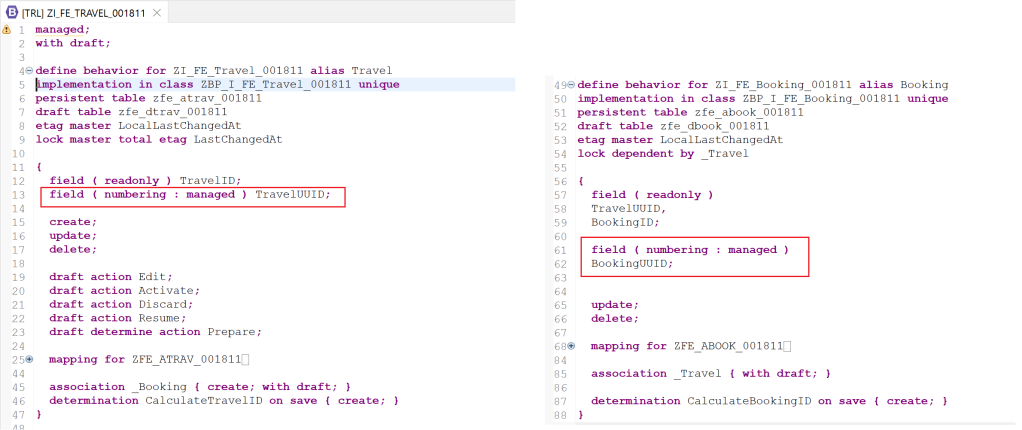 [TRL] ZI_FE_TRAVEL_001811
1 managed;
2 with draft;
3
4 define behavior for ZI_FE_Travel_001811 alias Travel
5 implementation in class ZBP_I_FE_Travel_001811 unique
6 persistent table zfe_atrav_001811
7 draft table zfe_dtrav_001811
8 etag master LocalLastChangedAt
9 lock master total etag LastChangedAt
10
11 {
12 field ( readonly ) TravelID;
13 field ( numbering : managed ) TravelUUID;
14
15 create;
16 update;
17 delete;
18
19 draft action Edit;
20 draft action Activate;
21 draft action Discard;
22 draft action Resume;
23 draft determine action Prepare;
24
25 mapping for ZFE_ATRAV_001811
44
45 association _Booking { create; with draft; }
46 determination CalculateTravelID on save { create; }
47 }
48
49 define behavior for ZI_FE_Booking_001811 alias Booking
50 implementation in class ZBP_I_FE_Booking_001811 unique
51 persistent table zfe_abook_001811
52 draft table zfe_dbook_001811
53 etag master LocalLastChangedAt
54 lock dependent by _Travel
55
56 {
57 field ( readonly )
58 TravelUUID,
59 BookingID;
60
61 field ( numbering : managed )
62 BookingUUID;
63
64
65 update;
66 delete;
67
68 mapping for ZFE_ABOOK_001811
84
85 association _Travel { with draft; }
86
87 determination CalculateBookingID on save { create; }
88 }